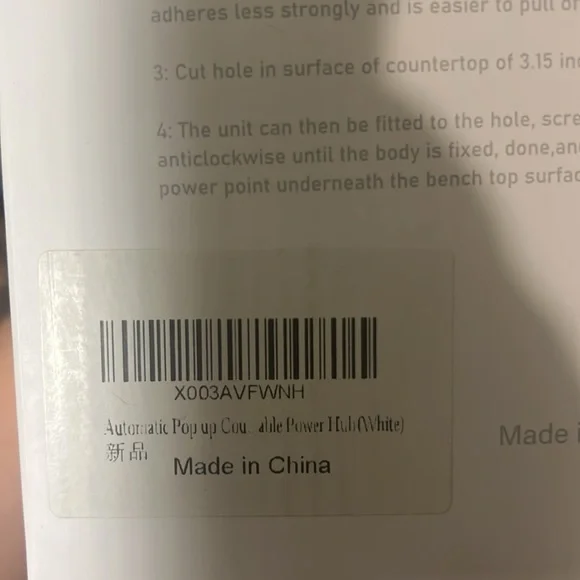 adheres less strongly and is easier to pull
3: Cut hole in surface of countertop of 3.15
4: The unit can then be fitted to the hole,
anticlockwise until the body is fixed, done,
power point underneath the bench top
X003AVFWNH
Automatic Pop up Power Hub(White)
新品
Made in China
Made